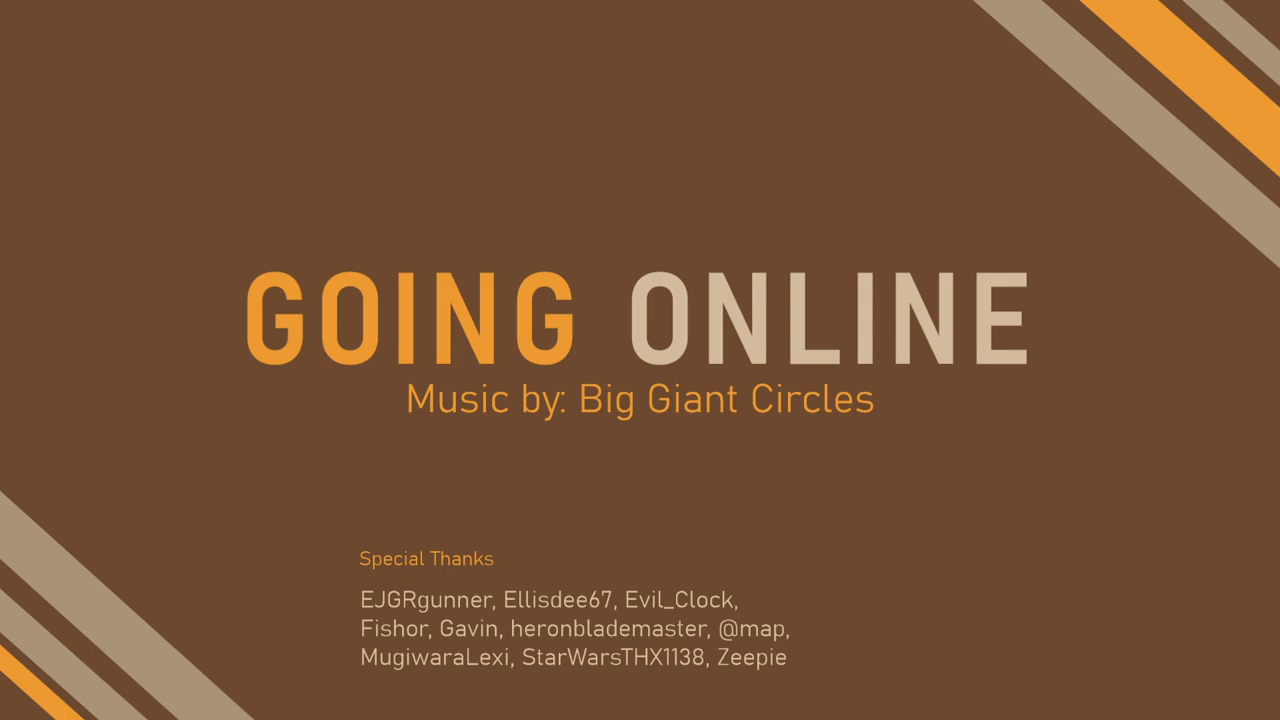 GOING ONLINE
Music by: Big Giant Circles
Special Thanks
EJGRgunner, Ellisdee67, Evil_Clock,
Fishor, Gavin, heronblademaster, @map,
MugiwaraLexi, StarWarsTHX1138, Zeepie